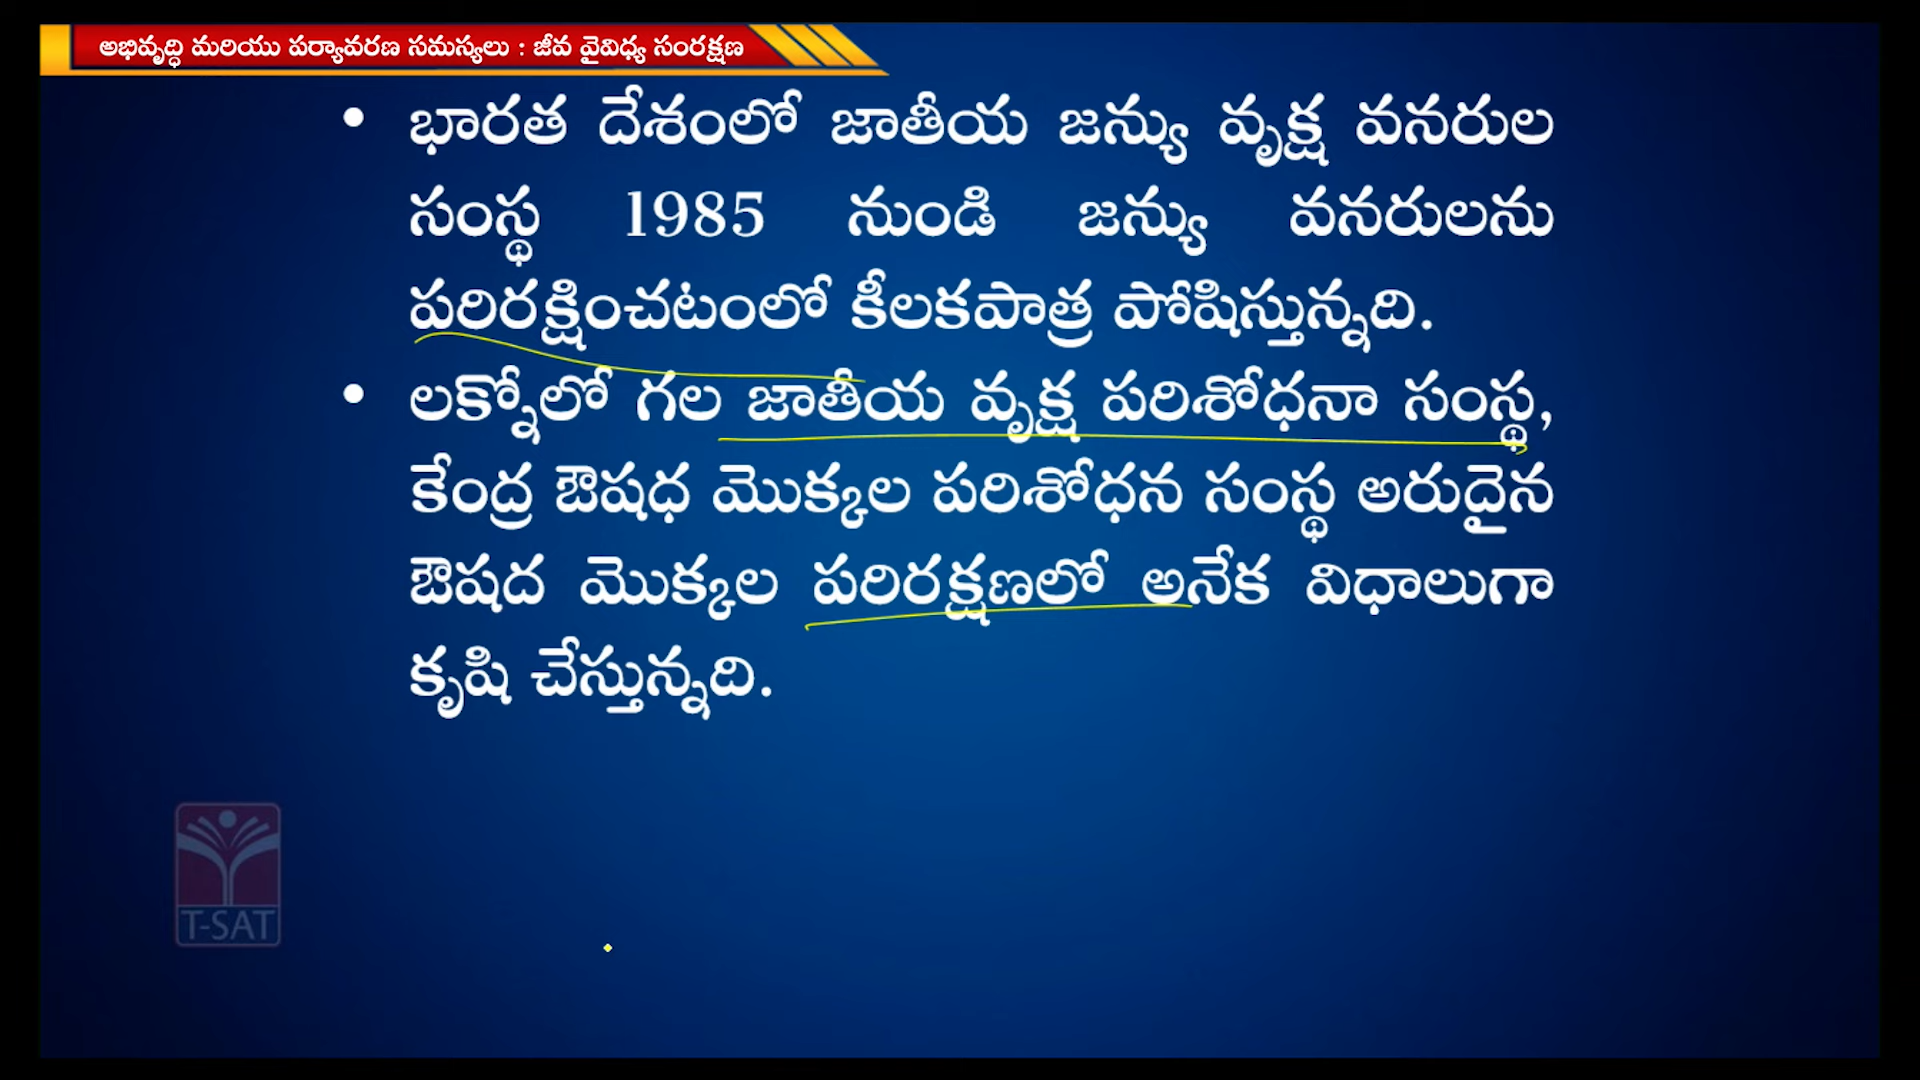 అభివృద్ధి మరియు పర్యావరణ సమస్యలు : జీవ వైవిధ్య సంరక్షణ
• భారత దేశంలో జాతీయ జన్యు వృక్ష వనరుల
సంస్థ 1985 నుండి జన్యు వనరులను
పరిరక్షించటంలో కీలకపాత్ర పోషిస్తున్నది.
• లక్నోలో గల జాతీయ వృక్ష పరిశోధనా సంస్థ,
కేంద్ర ఔషధ మొక్కల పరిశోధన సంస్థ అరుదైన
ఔషద మొక్కల పరిరక్షణలో అనేక విధాలుగా
కృషి చేస్తున్నది.
T-SAT